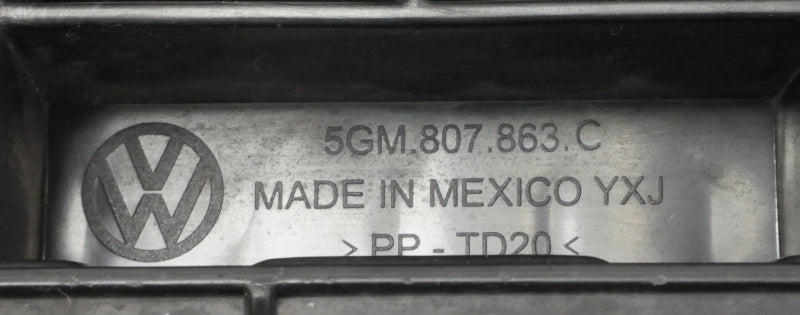 5GM.807.863.C
MADE IN MEXICO YXJ
> PP - TD20 <